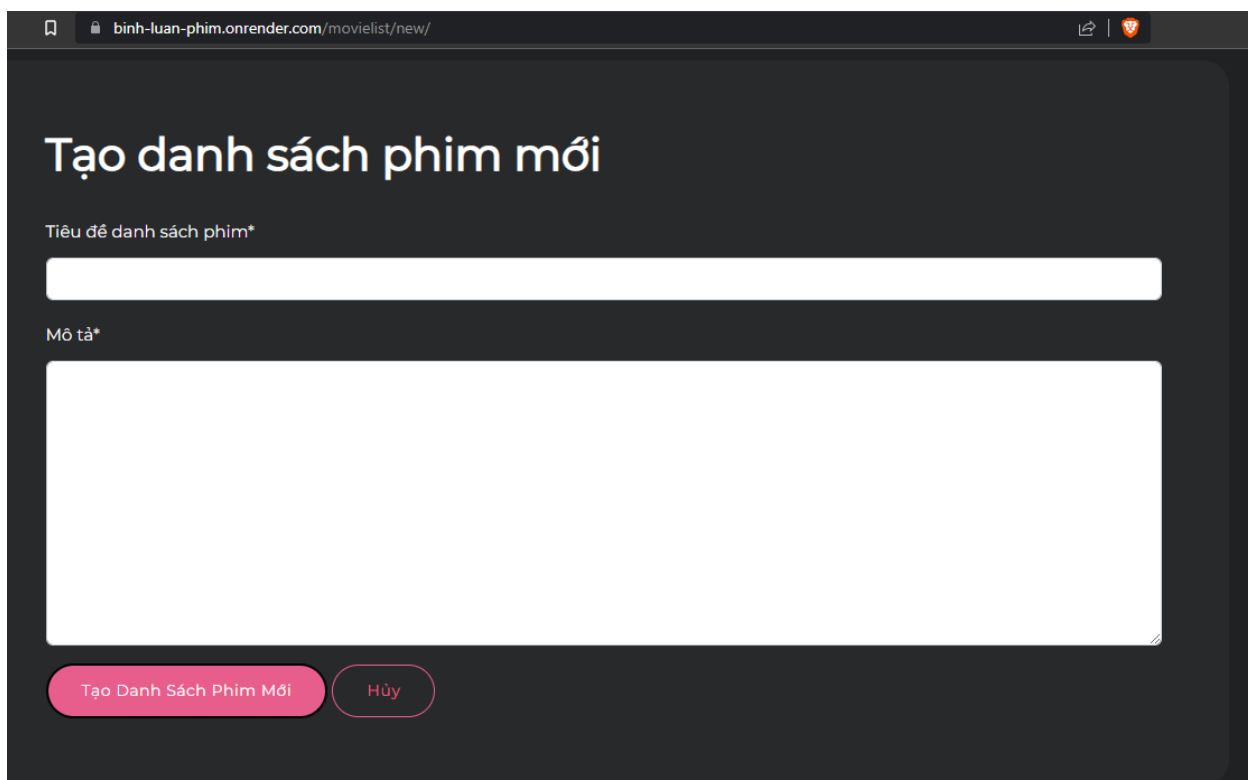 binh-luan-phim.onrender.com/movielist/new/
Tạo danh sách phim mới
Tiêu đề danh sách phim*
Mô tả*
Tạo Danh Sách Phim Mới
Hủy